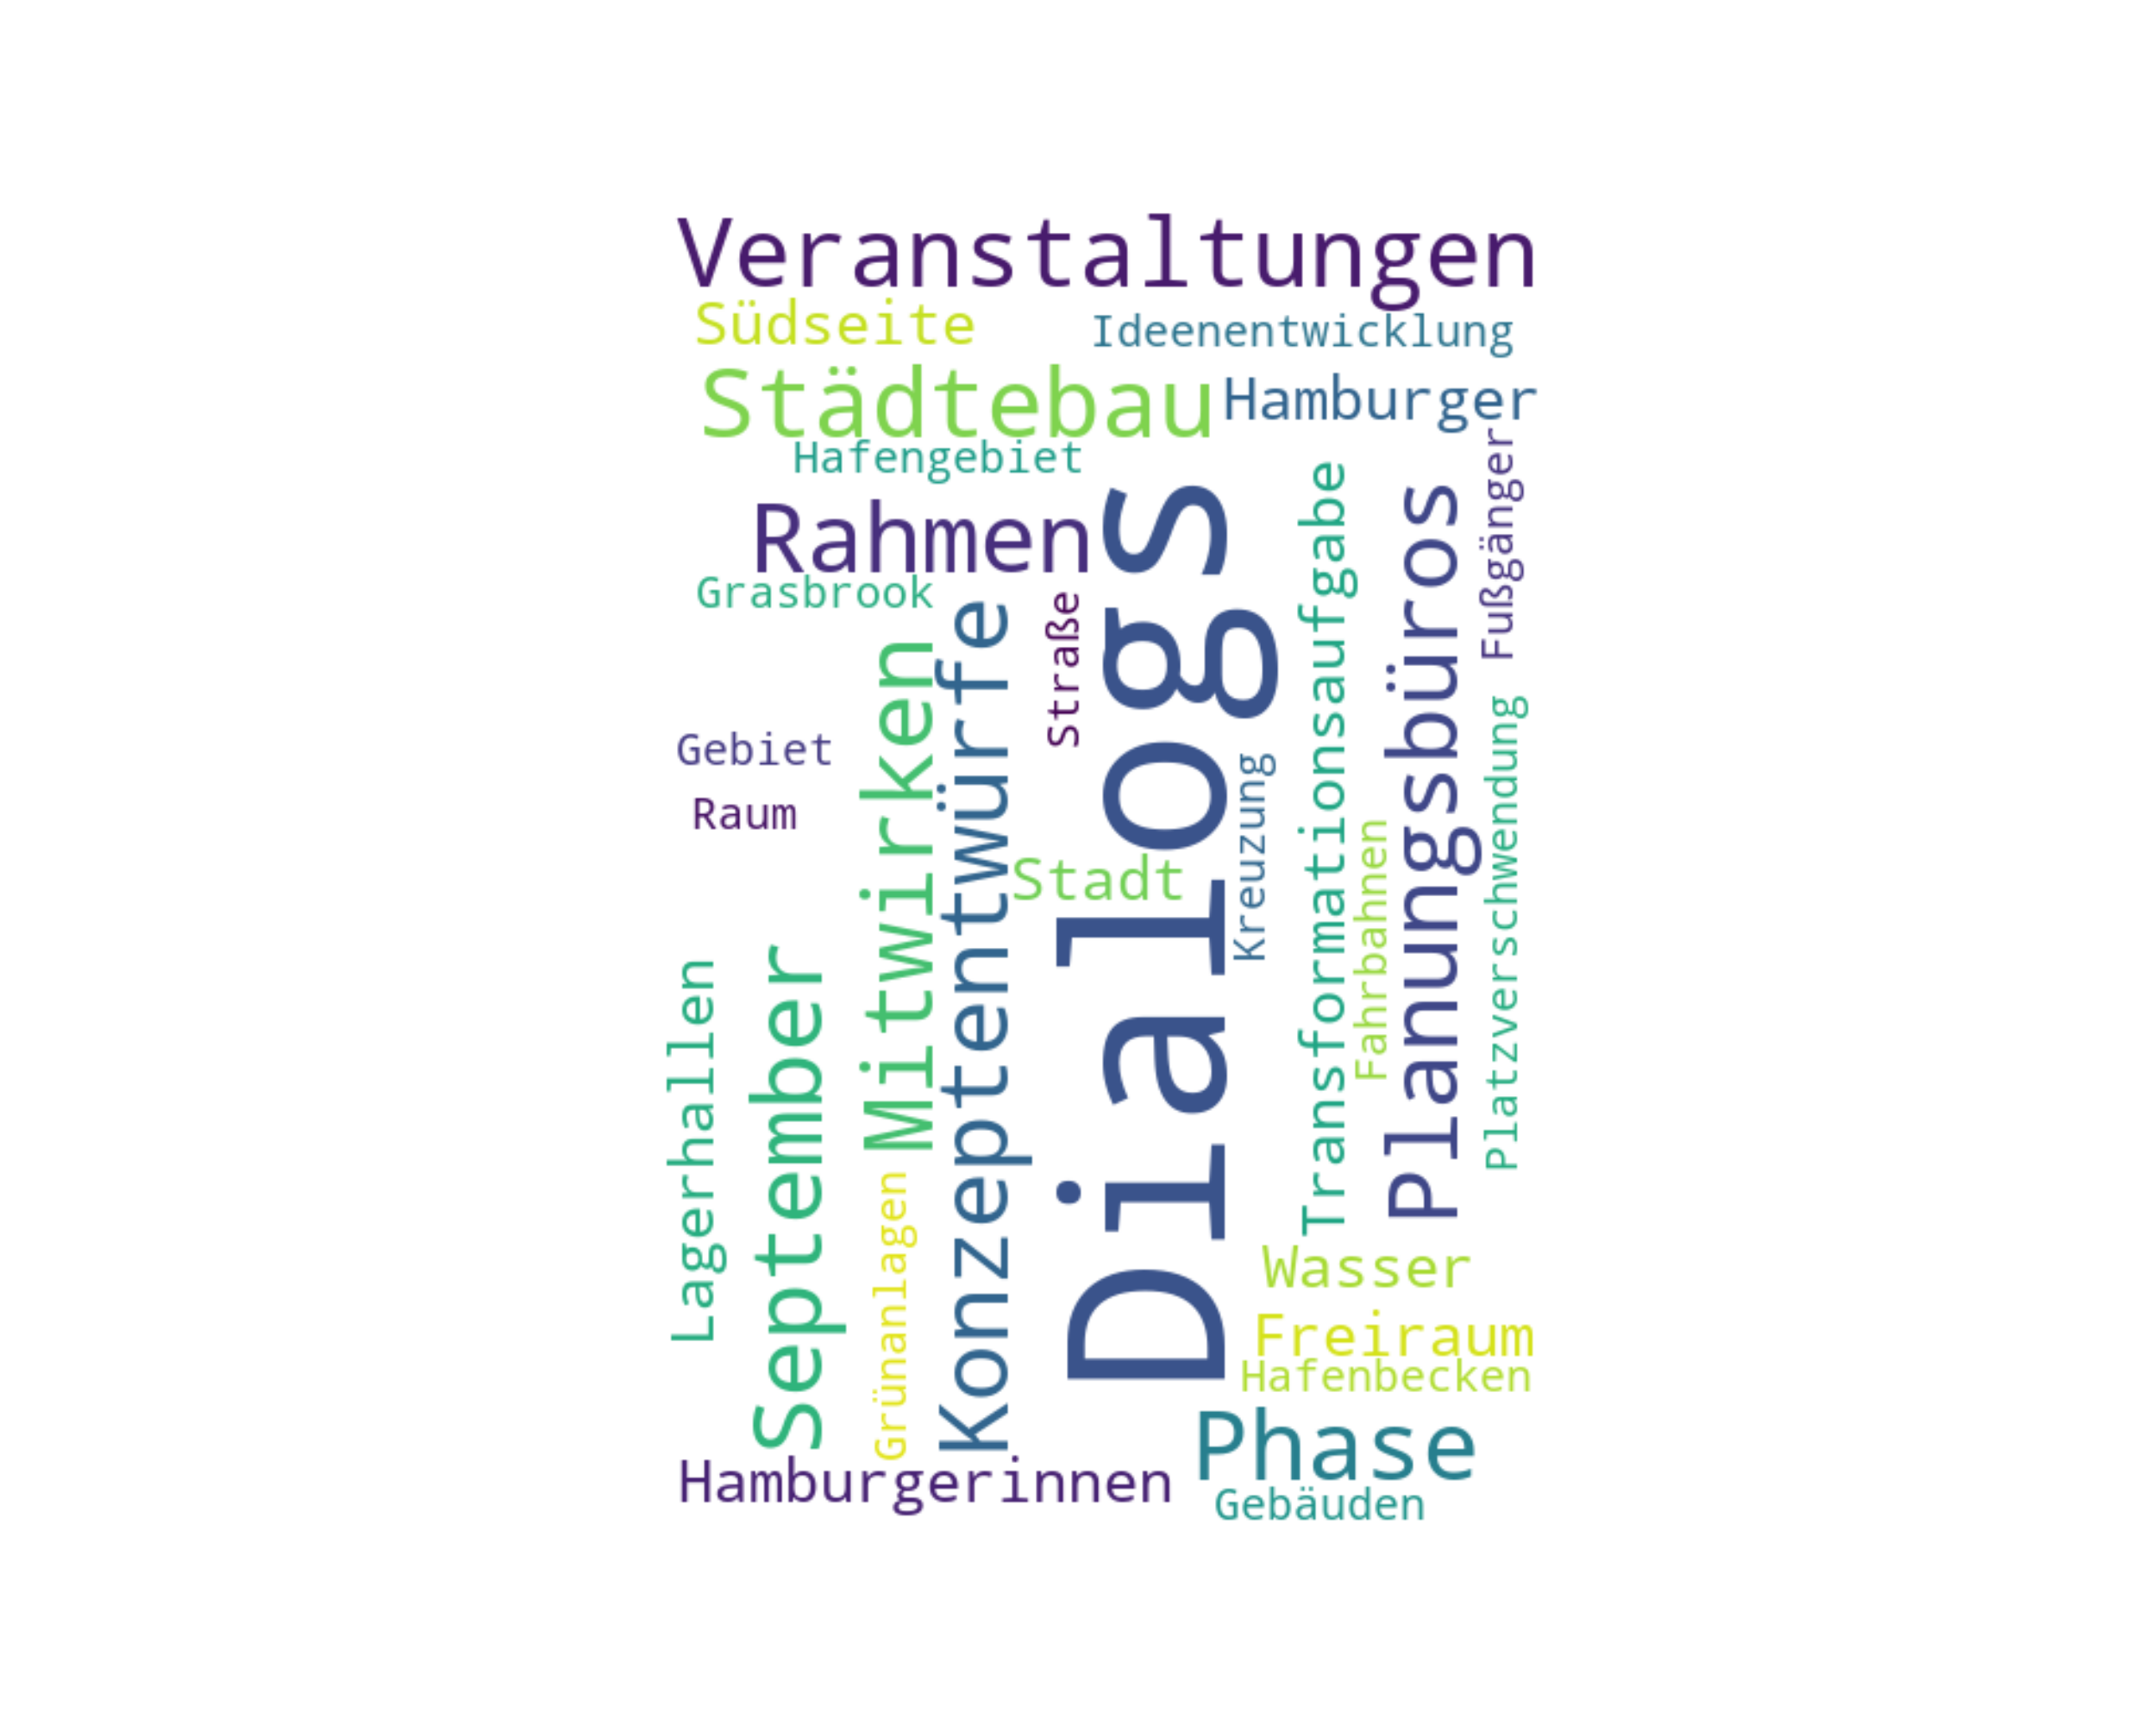 Veranstaltungen
Südseite
Ideenentwicklung
Städtebau
Hamburger
Hafengebiet
Rahmen
Grasbrook
Gebiet
Raum
Lagerhallen
September
Mitwirken
Grünanlagen
Konzeptentwürfe
Straße
Stadt
Dialogs
Kreuzung
Transformationsaufgabe
Fahrbahnen
Planungsbüros
Fußgänger
Platzverschwendung
Wasser
Freiraum
Hafenbecken
Phase
Hamburgerinnen
Gebäuden